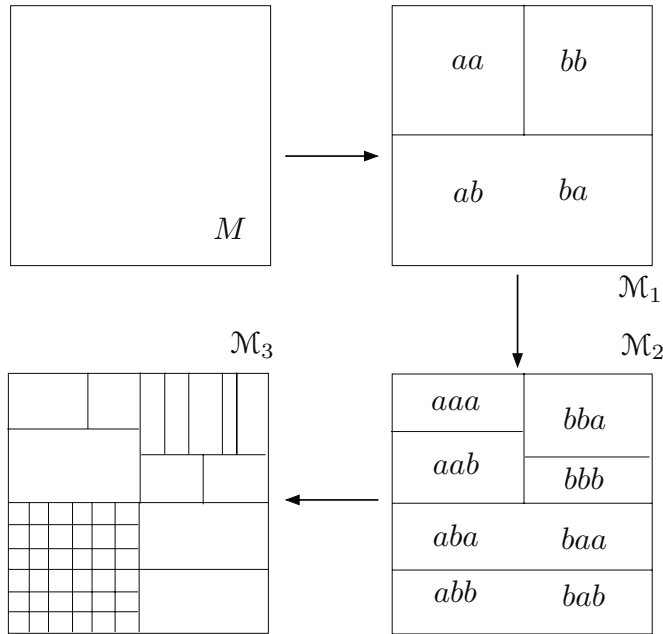 aa bb
M
ab ba
ℳ₁
ℳ₃ ℳ₂
aaa bba
aab bbb
aba baa
abb bab